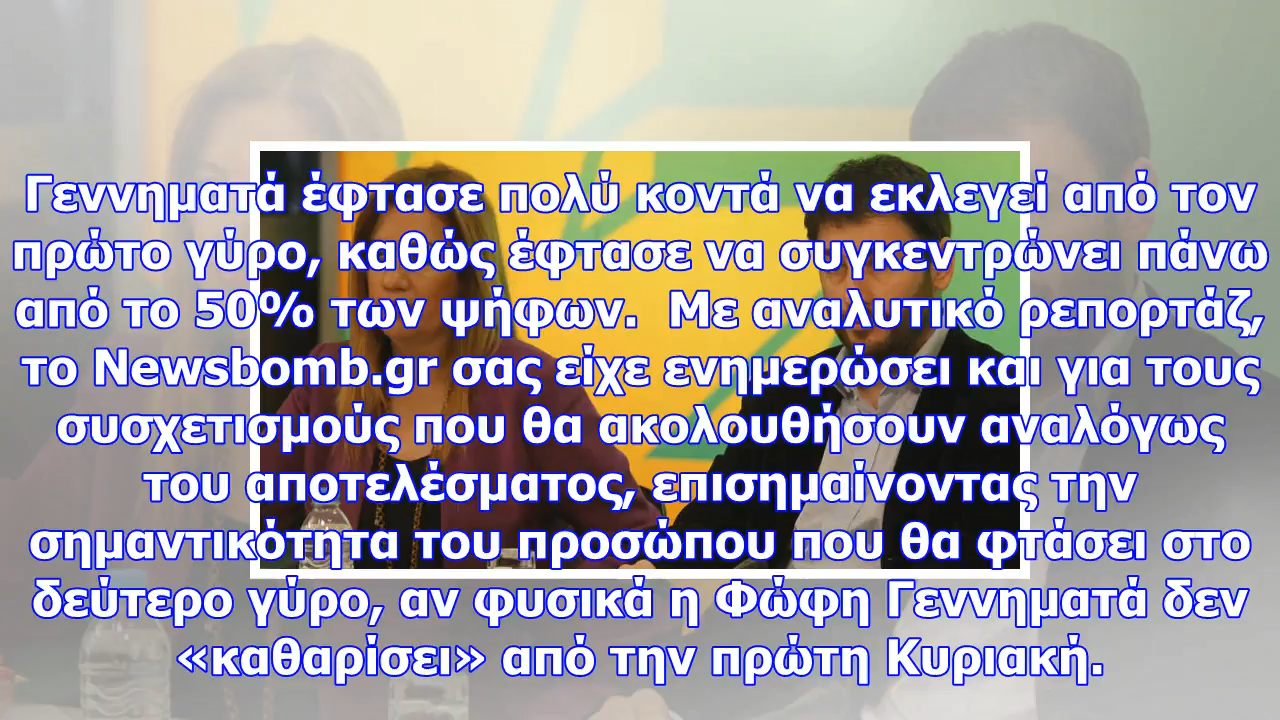 Γεννηματά έφτασε πολύ κοντά να εκλεγεί από τον
πρώτο γύρο, καθώς έφτασε να συγκεντρώνει πάνω
από το 50% των ψήφων.  Με αναλυτικό ρεπορτάζ,
το Newsbomb.gr σας είχε ενημερώσει και για τους
συσχετισμούς που θα ακολουθήσουν αναλόγως
του αποτελέσματος, επισημαίνοντας την
σημαντικότητα του προσώπου που θα φτάσει στο
δεύτερο γύρο, αν φυσικά η Φώφη Γεννηματά δεν
«καθαρίσει» από την πρώτη Κυριακή.